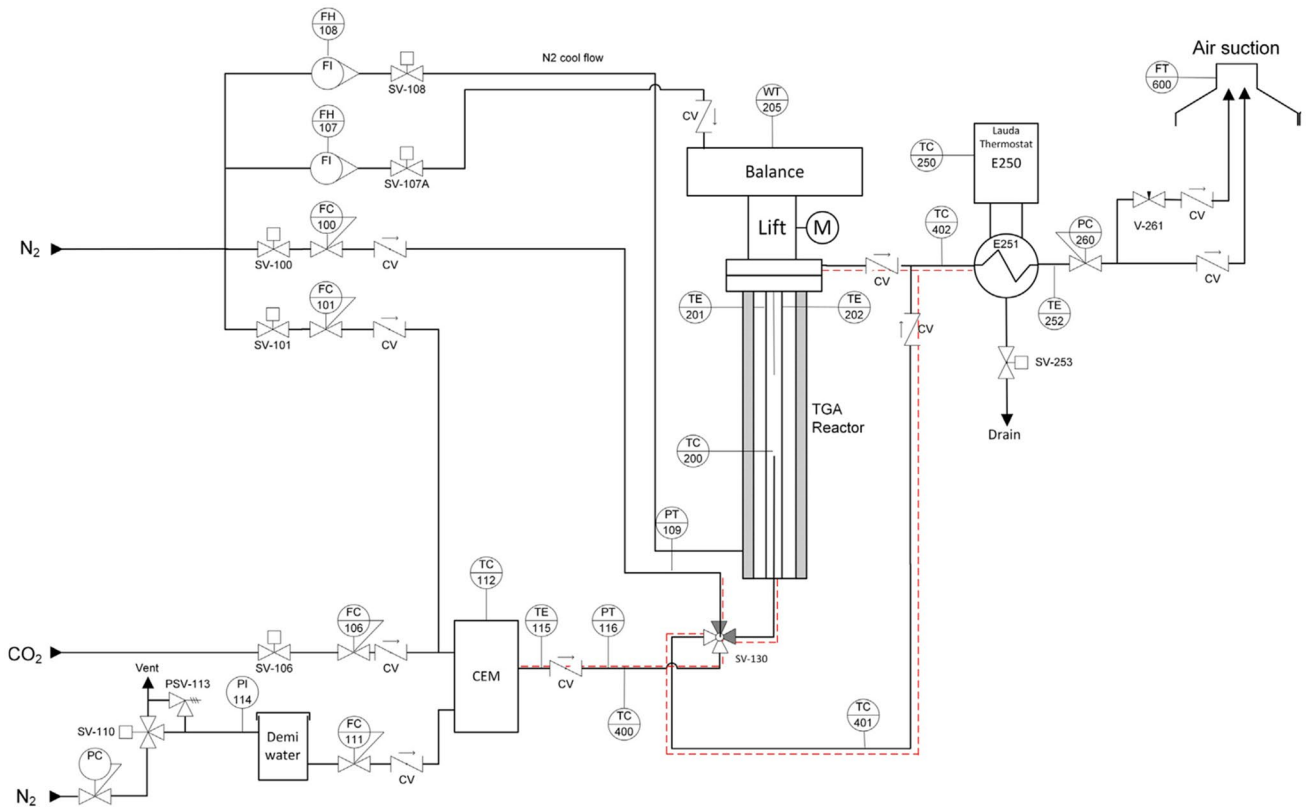 FH
108
FI
SV-108
N2 cool flow
FH
107
FI
SV-107A
CV
WT
205
Balance
Lift
M
Air suction
FT
600
Lauda
Thermostat
E250
TC
250
TC
402
E251
PC
260
V-261
CV
CV
CV
TE
252
SV-253
Drain
N2
SV-100
FC
100
CV
SV-101
FC
101
CV
TE
201
TE
202
CV
TGA
Reactor
TC
200
PT
109
TC
112
CO2
SV-106
FC
106
CV
CEM
TE
115
CV
PT
116
TC
400
SV-130
TC
401
Vent
PSV-113
PI
114
SV-110
Demi
water
FC
111
CV
PC
N2